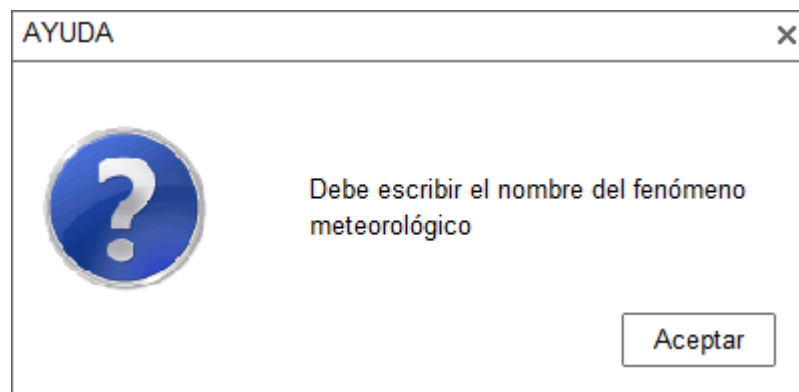 AYUDA
Debe escribir el nombre del fenómeno
meteorológico
Aceptar